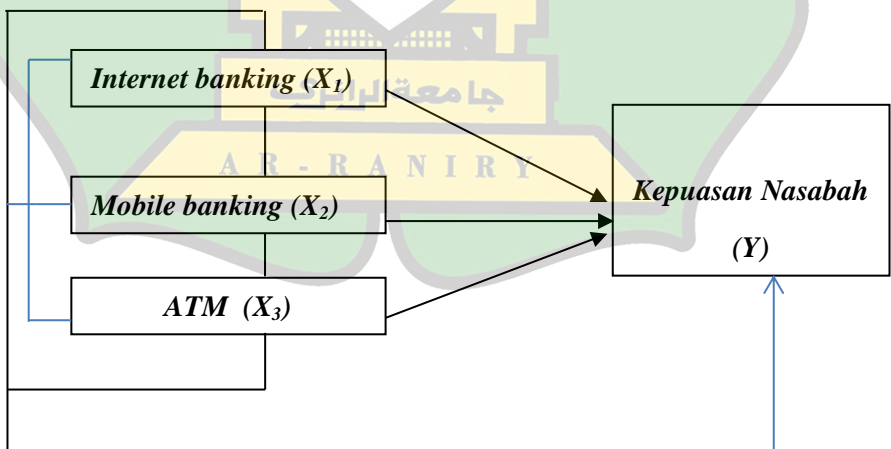 Internet banking (X1)
جامعة الرانري
A R - R A N I R Y
Mobile banking (X2)
Kepuasan Nasabah
(Y)
ATM (X3)